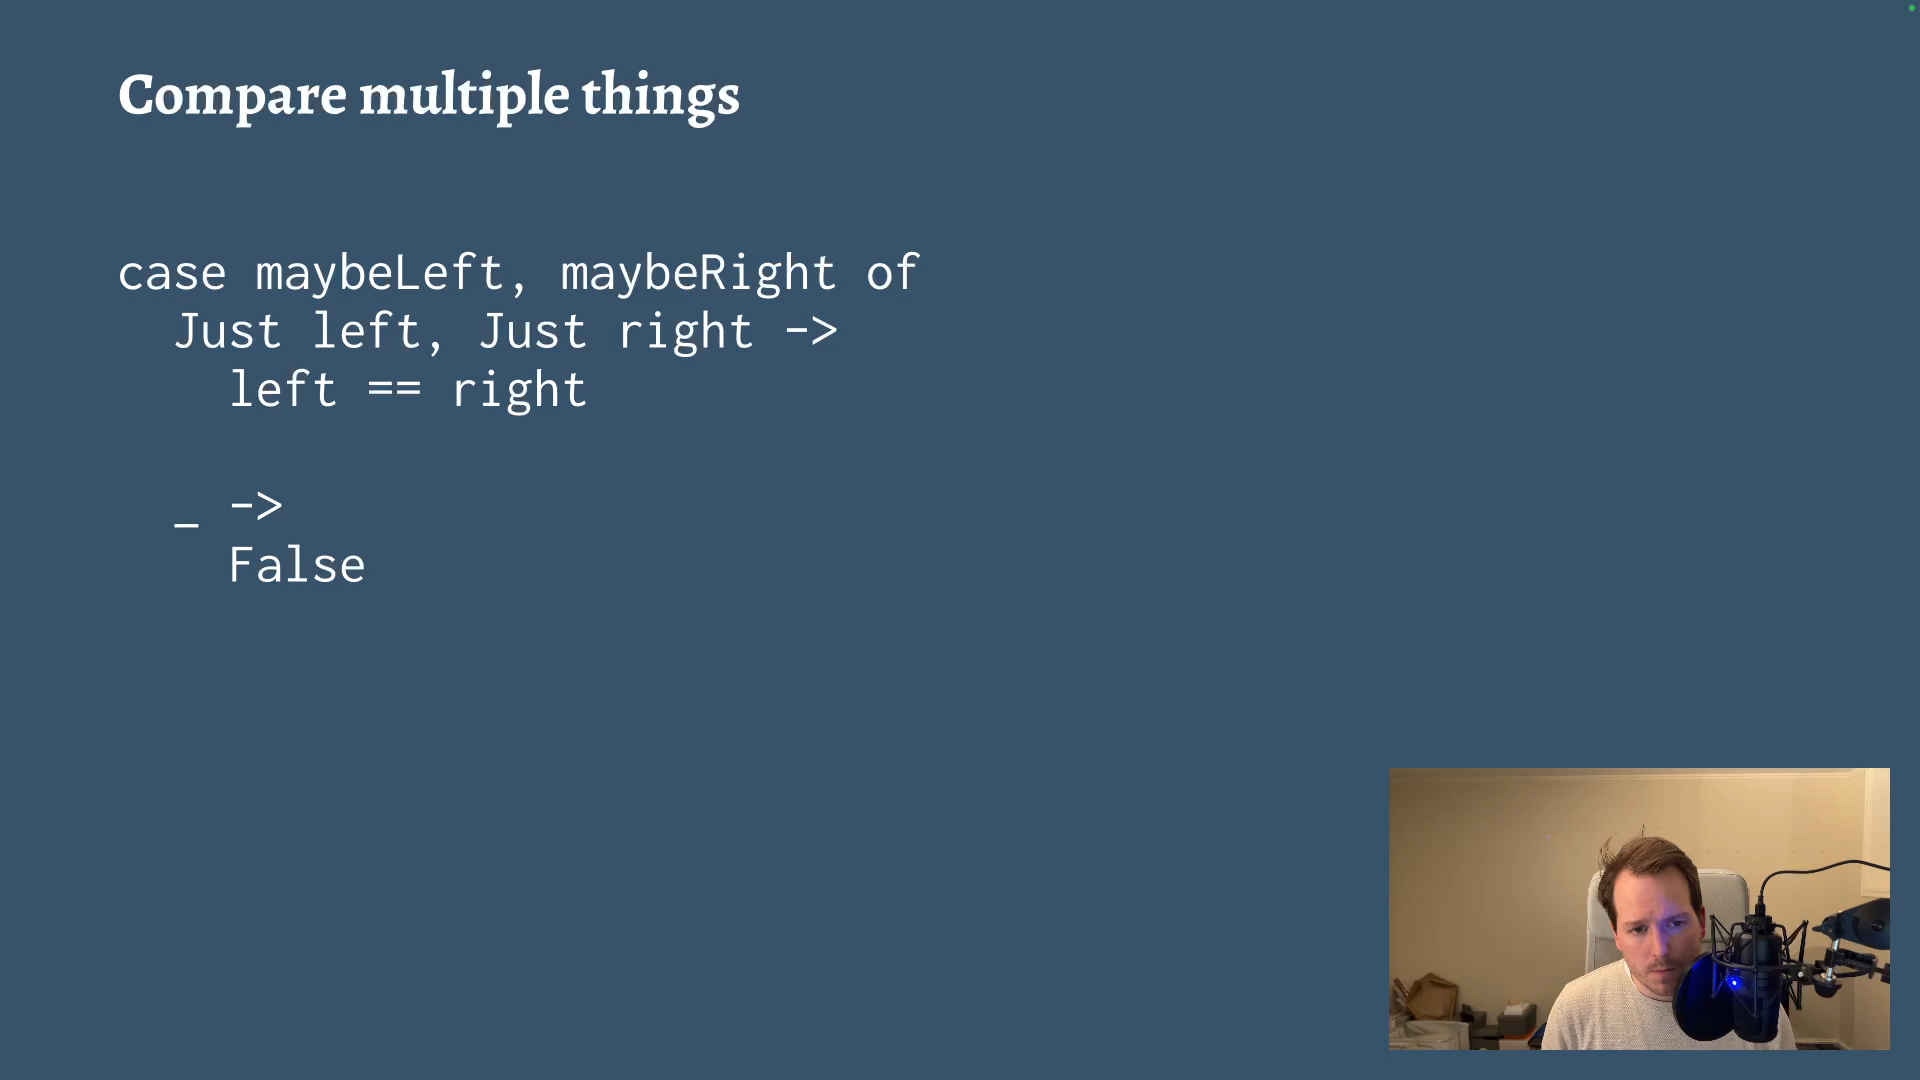 Compare multiple things
case maybeLeft, maybeRight of
  Just left, Just right ->
    left == right
  _ ->
    False